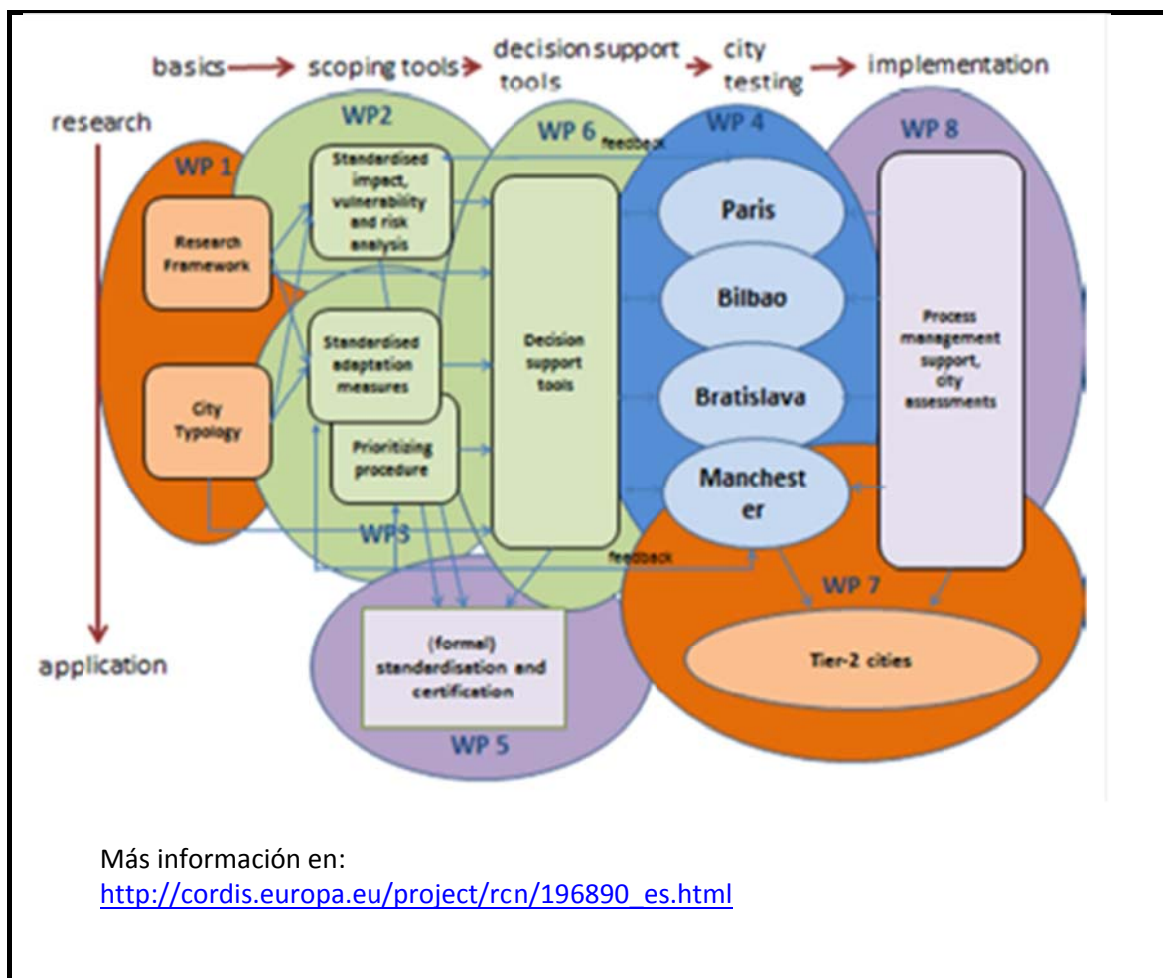 basics
scoping tools
decision support
tools
city
testing
implementation
research
application
WP 1
Research
Framework
City
Typology
WP2
Standardised
impact,
vulnerability
and risk
analysis
Standardised
adaptation
measures
Prioritizing
procedure
WP3
WP 6
feedback
Decision
support
tools
feedback
WP 4
Paris
Bilbao
Bratislava
Manchest
er
WP 8
Process
management
support,
city
assessments
WP 7
Tier-2 cities
(formal)
standardisation and
certification
WP 5
Más información en:
http://cordis.europa.eu/project/rcn/196890_es.html